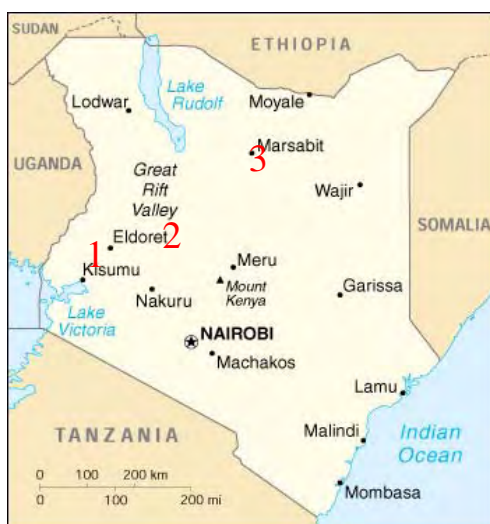 SUDAN
ETHIOPIA
Lake
Rudolf
Lodwar
Moyale
3
Marsabit
UGANDA
Great
Rift
Valley
Wajir
SOMALIA
Eldoret
2
1
Kisumu
Meru
Mount
Kenya
Garissa
Nakuru
Lake
Victoria
NAIROBI
Machakos
Lamu
TANZANIA
Malindi
Indian
Ocean
0 100 200 km
0 100 200 mi
Mombasa